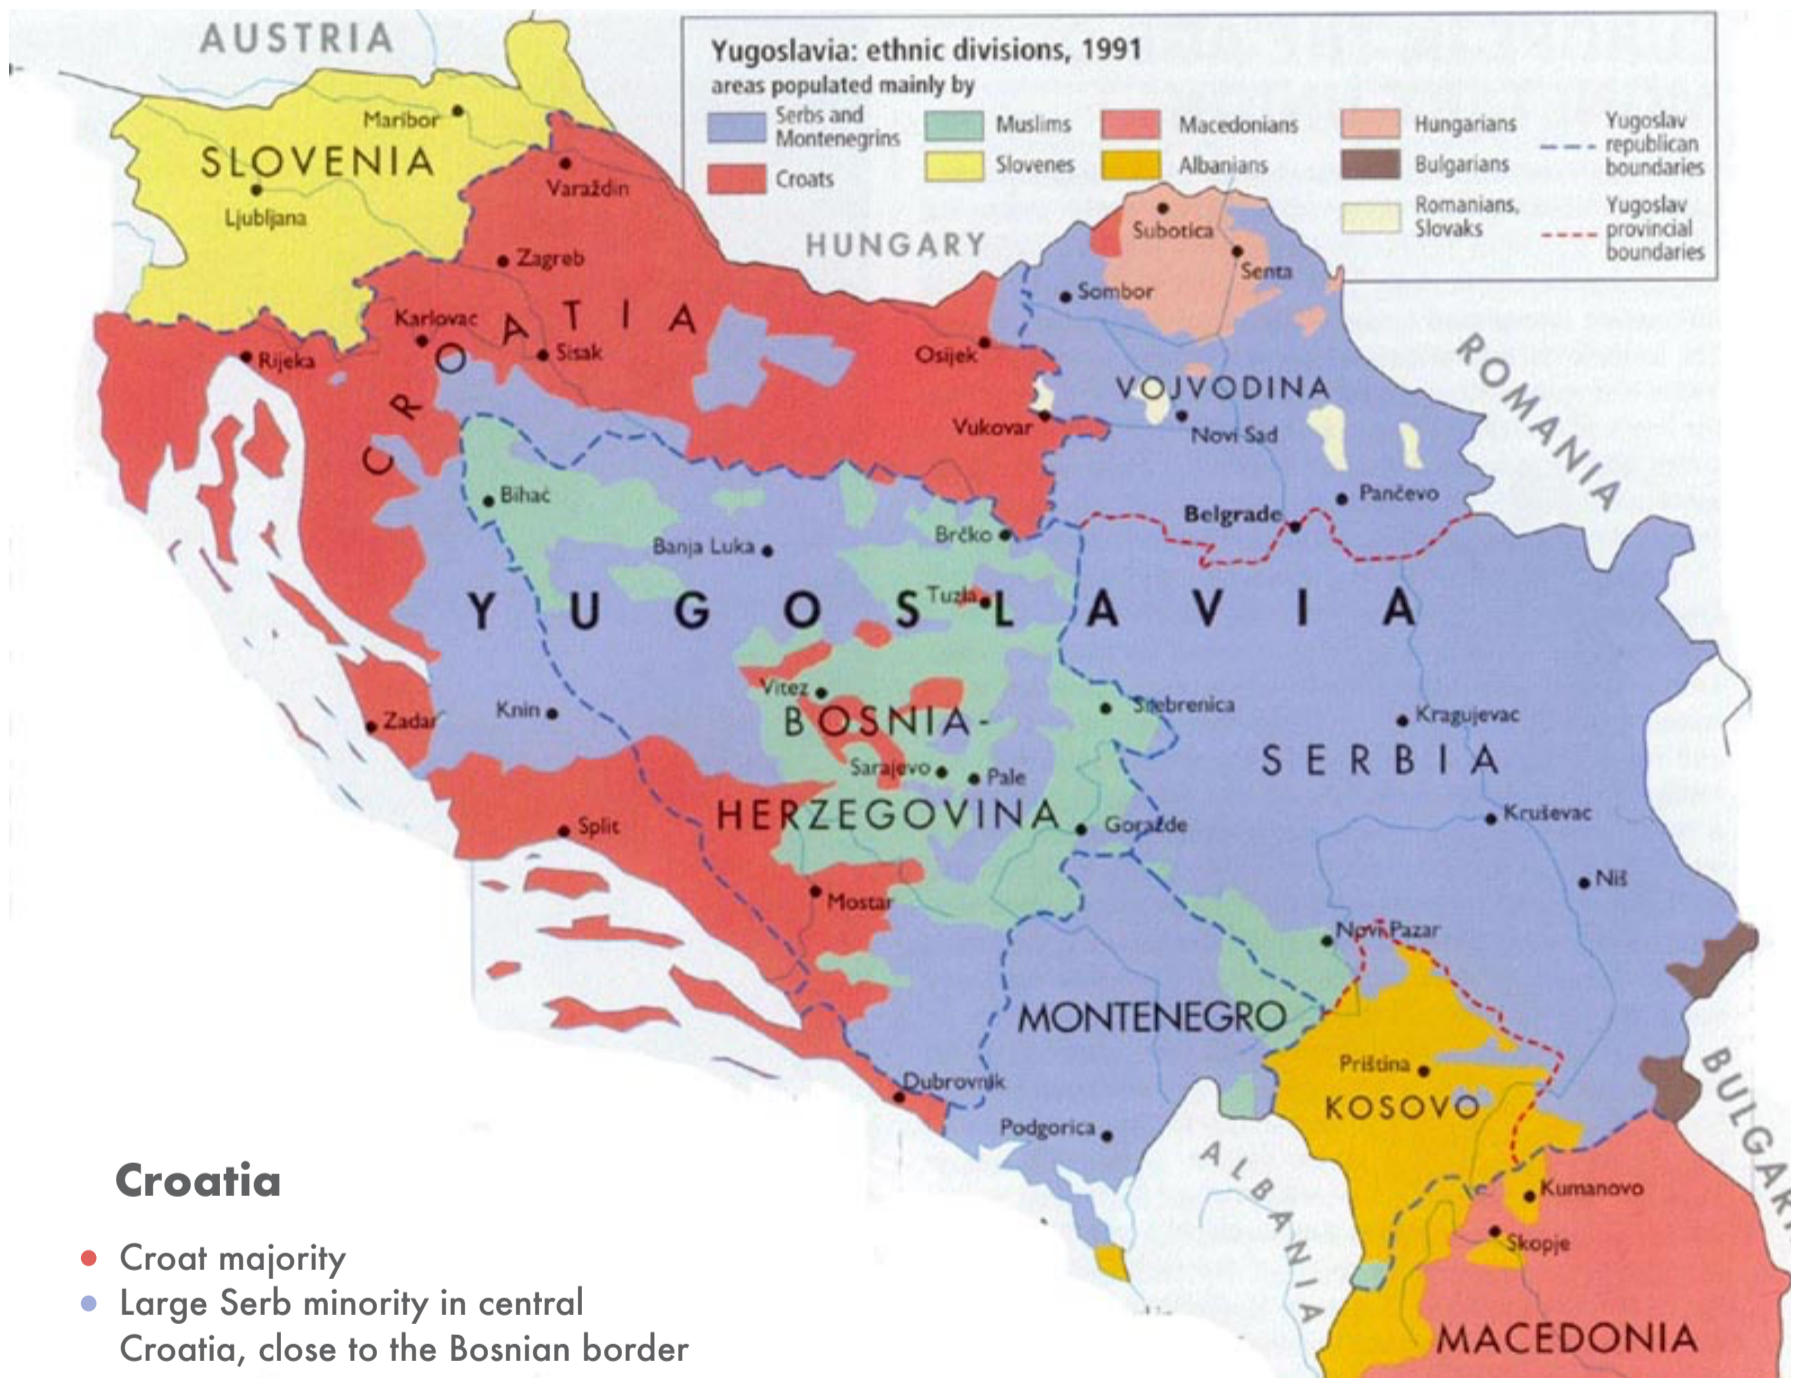 AUSTRIA
Yugoslavia: ethnic divisions, 1991
areas populated mainly by
Serbs and
Montenegrins
Croats
Muslims
Slovenes
Macedonians
Albanians
Hungarians
Bulgarians
Romanians,
Slovaks
Yugoslav
republican
boundaries
Yugoslav
provincial
boundaries
Maribor
SLOVENIA
Ljubljana
Varaždin
Zagreb
HUNGARY
Subotica
Senta
Sombor
Karlovac
CROATIA
Rijeka
Sisak
Osijek
ROMANIA
VOJVODINA
Vukovar
Novi Sad
Bihać
Pančevo
Belgrade
Banja Luka
Brčko
Tuzla
YUGOSLAVIA
Vitez
Srebrenica
Knin
Zadar
BOSNIA-
HERZEGOVINA
Kragujevac
SERBIA
Sarajevo
Pale
Split
Goražde
Kruševac
Niš
Mostar
Novi Pazar
MONTENEGRO
Priština
KOSOVO
Dubrovnik
Podgorica
BULGAR
ALBANIA
Kumanovo
Skopje
MACEDONIA
Croatia
• Croat majority
• Large Serb minority in central
Croatia, close to the Bosnian border